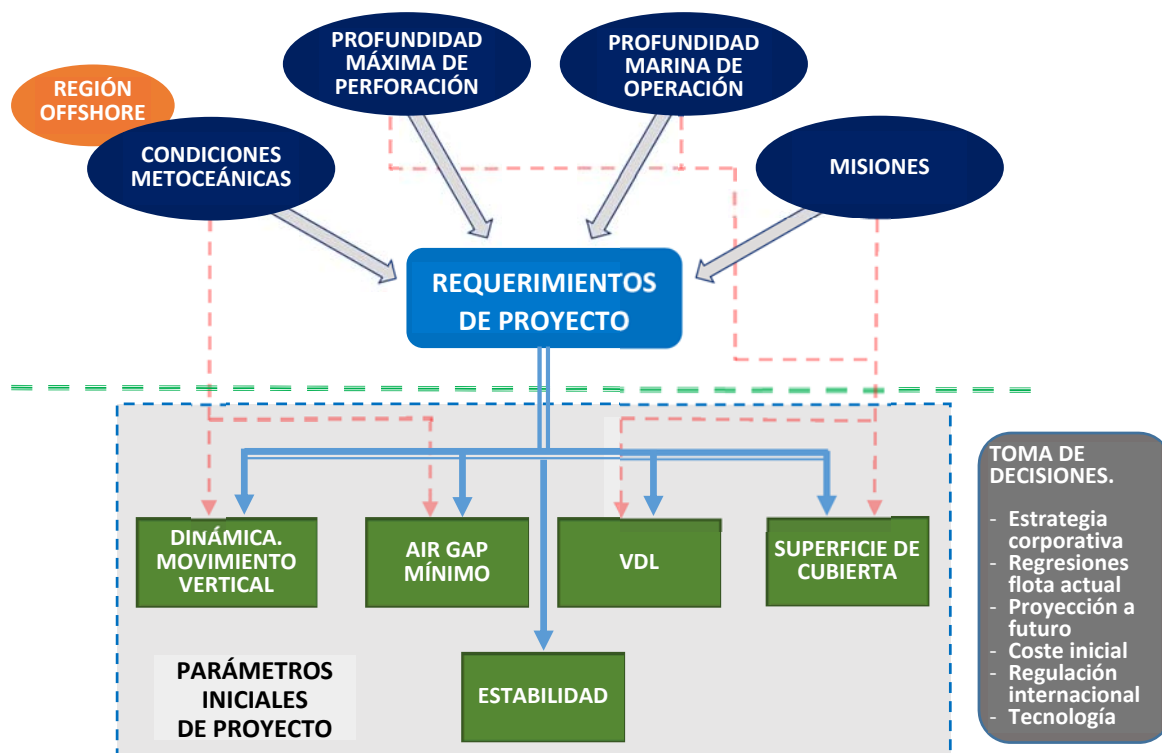 PROFUNDIDAD
MÁXIMA DE
PERFORACIÓN
PROFUNDIDAD
MARINA DE
OPERACIÓN
REGIÓN
OFFSHORE
CONDICIONES
METOCEÁNICAS
MISIONES
REQUERIMIENTOS
DE PROYECTO
DINÁMICA.
MOVIMIENTO
VERTICAL
AIR GAP
MÍNIMO
VDL
SUPERFICIE DE
CUBIERTA
ESTABILIDAD
PARÁMETROS
INICIALES
DE PROYECTO
TOMA DE
DECISIONES.
- Estrategia
corporativa
- Regresiones
flota actual
- Proyección a
futuro
- Coste inicial
- Regulación
internacional
- Tecnología